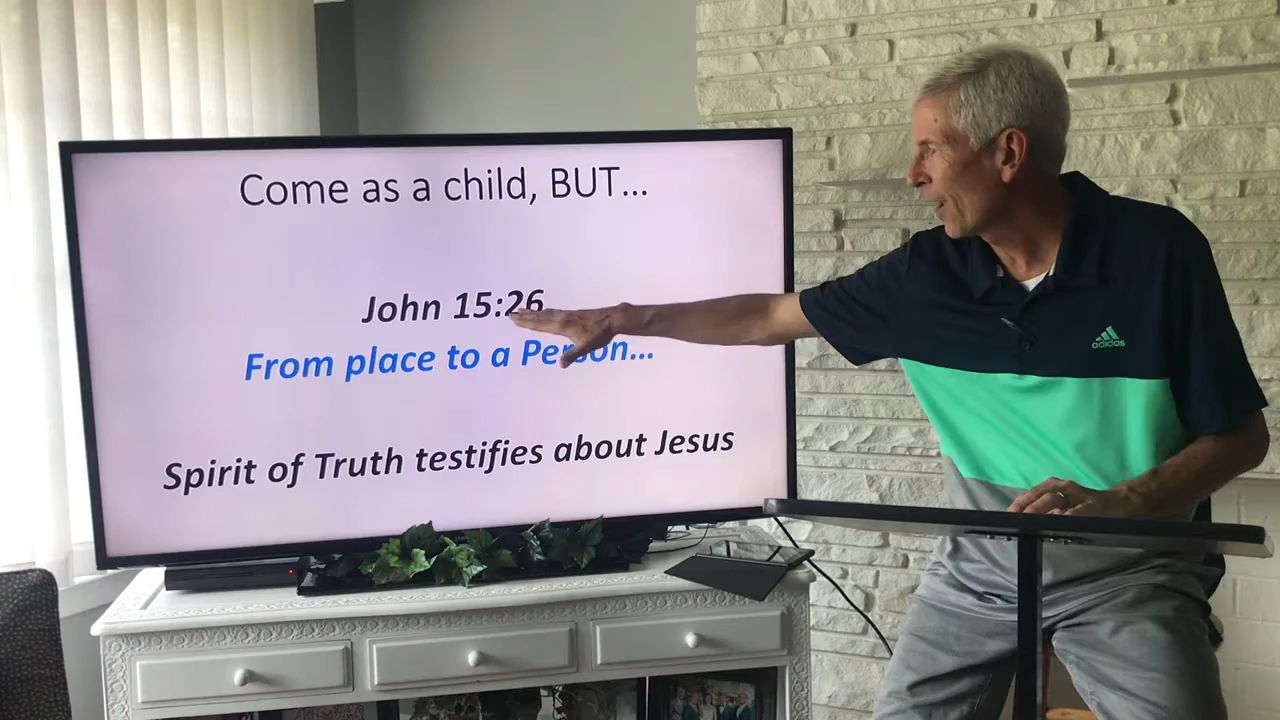 Come as a child, BUT...
John 15:26
From place to a Person...
Spirit of Truth testifies about Jesus
adidas